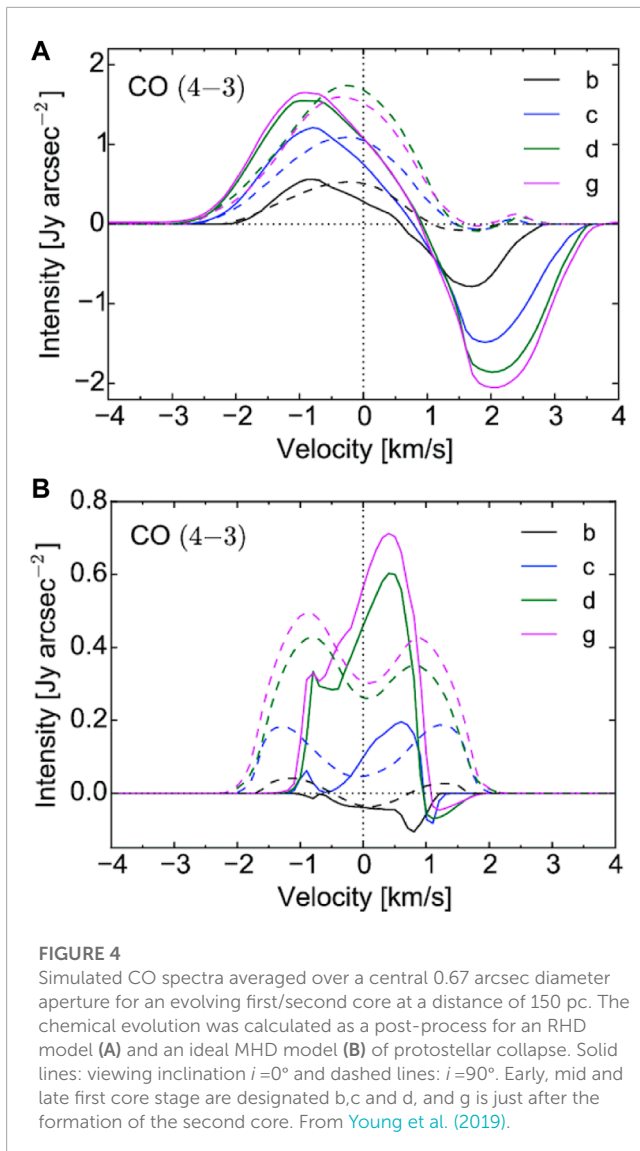 A
CO (4−3)
b
c
d
g
2
1
0
−1
−2
Intensity [Jy arcsec⁻²]
−4 −3 −2 −1 0 1 2 3 4
Velocity [km/s]
B
CO (4−3)
b
c
d
g
0.8
0.6
0.4
0.2
0.0
Intensity [Jy arcsec⁻²]
−4 −3 −2 −1 0 1 2 3 4
Velocity [km/s]
FIGURE 4
Simulated CO spectra averaged over a central 0.67 arcsec diameter
aperture for an evolving first/second core at a distance of 150 pc. The
chemical evolution was calculated as a post-process for an RHD
model (A) and an ideal MHD model (B) of protostellar collapse. Solid
lines: viewing inclination i =0° and dashed lines: i =90°. Early, mid and
late first core stage are designated b,c and d, and g is just after the
formation of the second core. From Young et al. (2019).